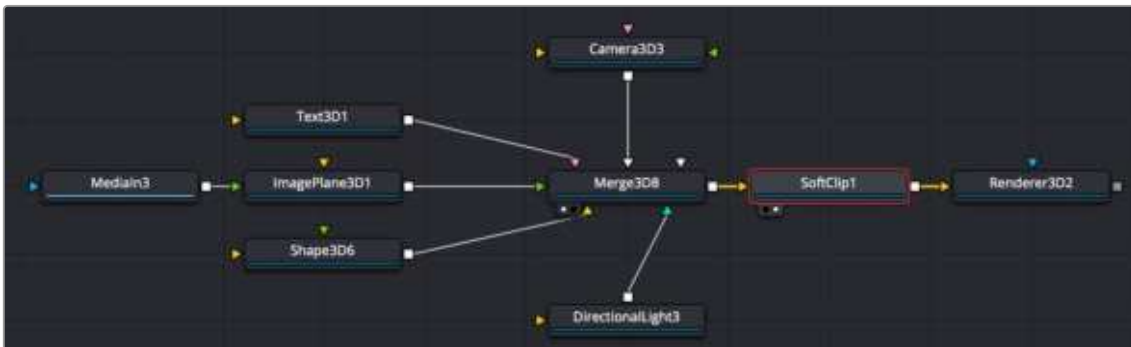 Camera3D3
Text3D1
MediaIn3
ImagePlane3D1
Merge3D8
SoftClip1
Renderer3D2
Shape3D6
DirectionalLight3